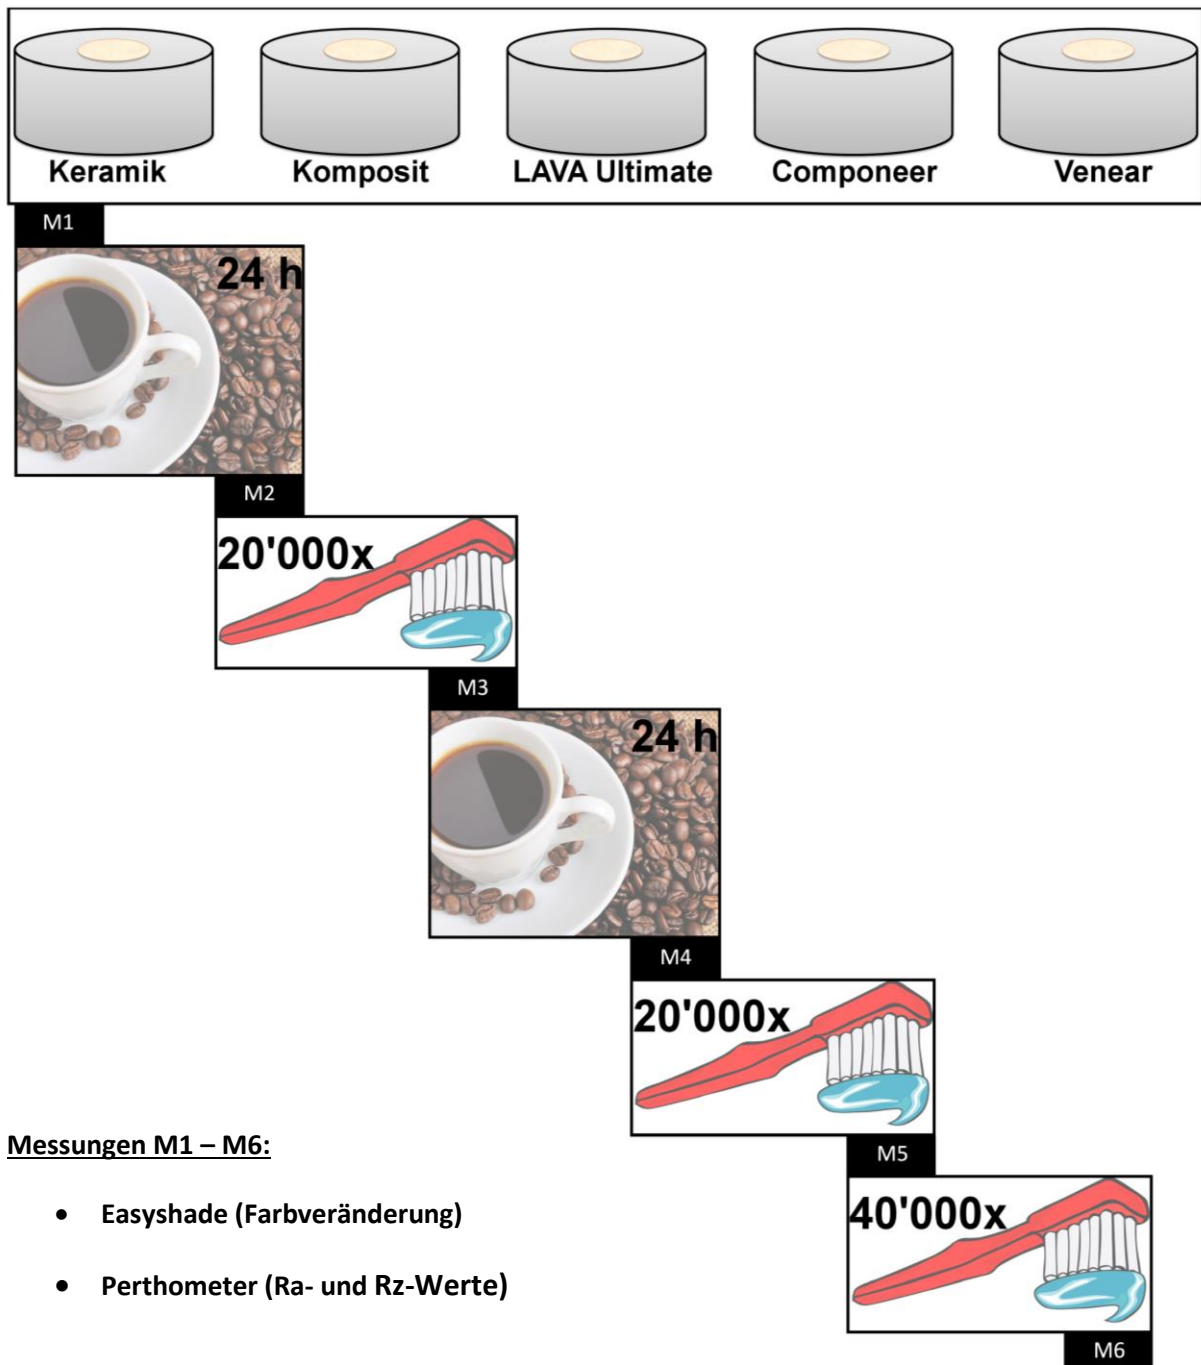 Keramik Komposit LAVA Ultimate Componeer Venear
M1
24 h
M2
20'000x
M3
24 h
M4
20'000x
Messungen M1 – M6:
M5
• Easyshade (Farbveränderung)
40'000x
• Perthometer (Ra- und Rz-Werte)
M6